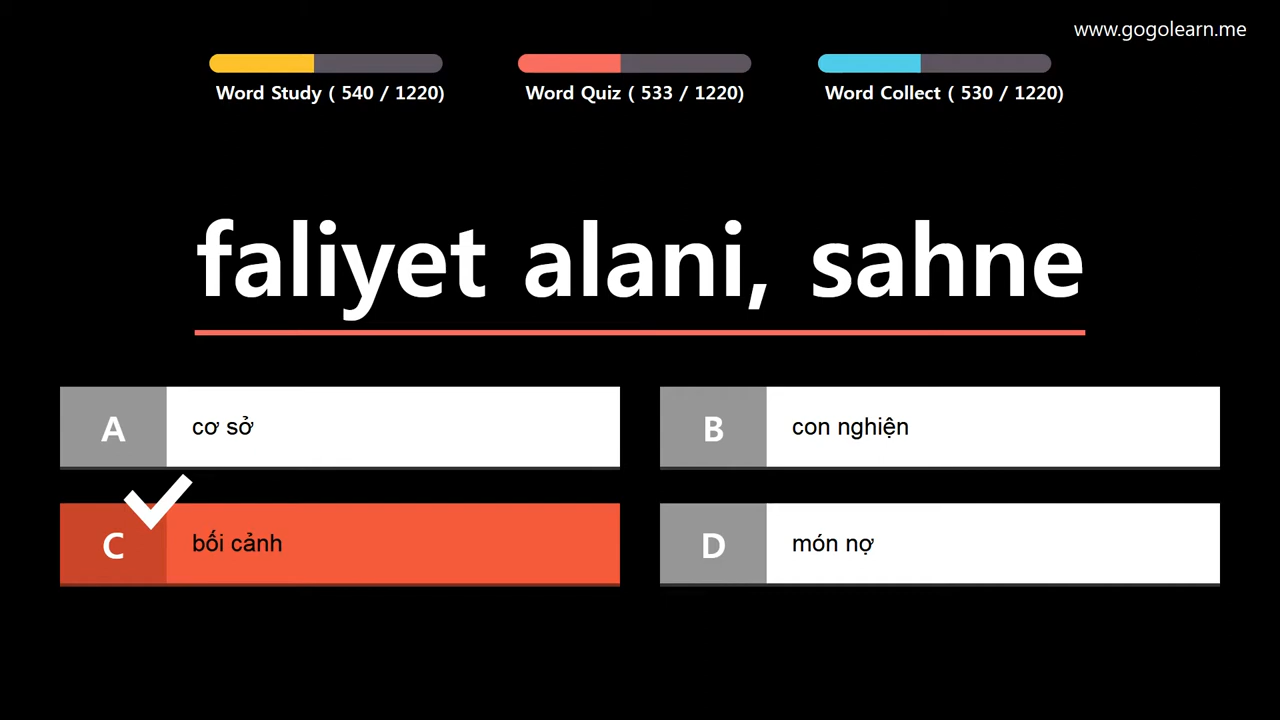 www.gogolearn.me
Word Study ( 540 / 1220)
Word Quiz ( 533 / 1220)
Word Collect ( 530 / 1220)
faliyet alani, sahne
A
cơ sở
B
con nghiện
C
bối cảnh
D
món nợ